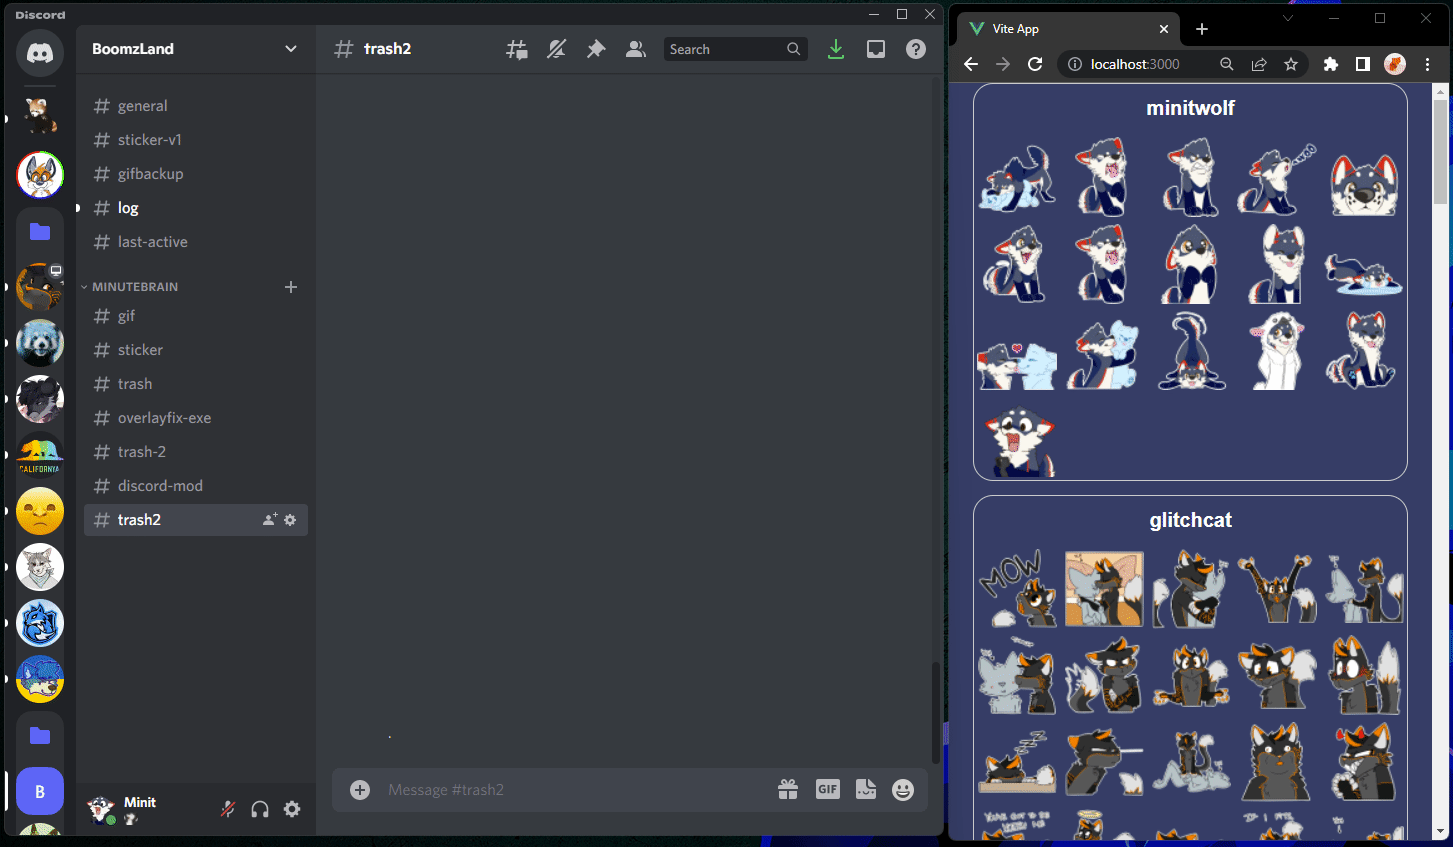 Discord
BoomzLand
general
sticker-v1
gifbackup
log
last-active
MINUTEBRAIN
gif
sticker
trash
overlayfix-exe
trash-2
discord-mod
trash2
CALIFORNYA
B
Minit
trash2
Search
.
Message #trash2
GIF
Vite App
localhost:3000
minitwolf
glitchcat
MOW